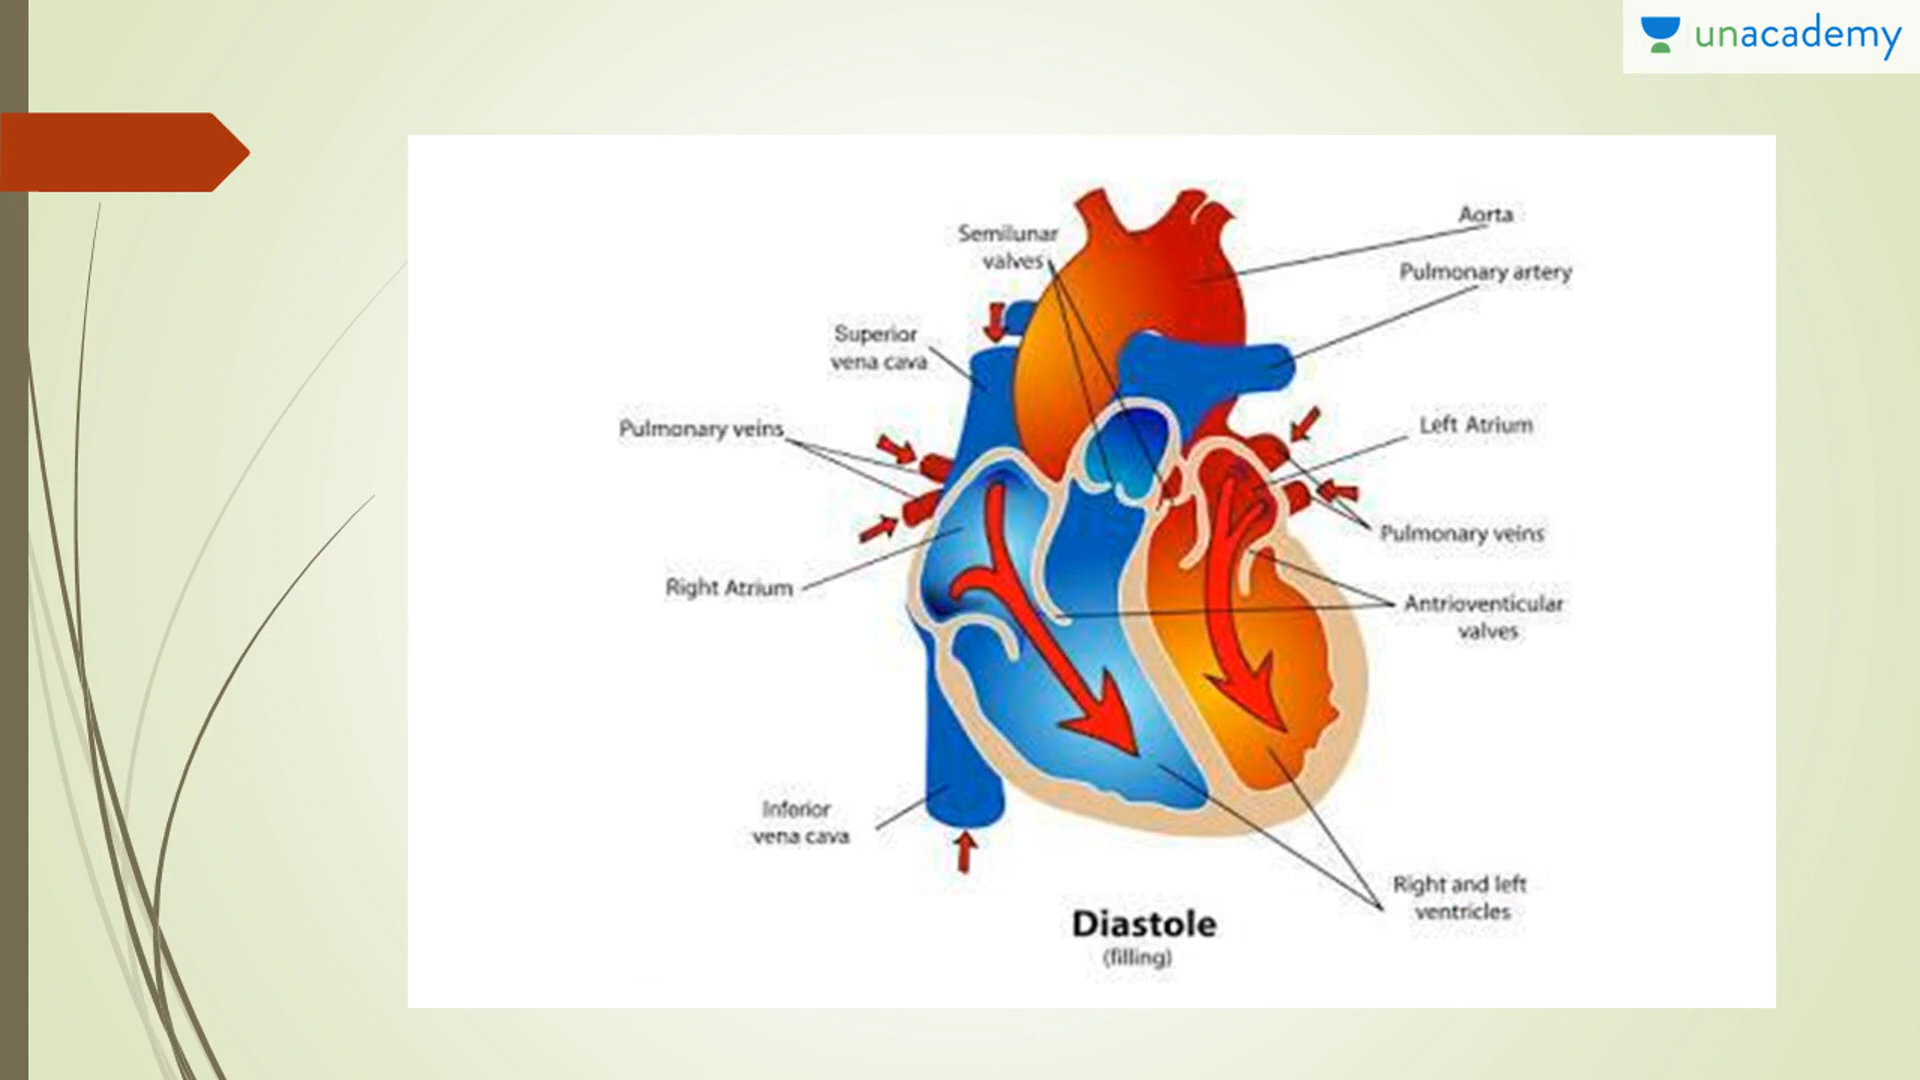 unacademy
Aorta
Semilunar
valves
Pulmonary artery
Superior
vena cava
Pulmonary veins
Left Atrium
Pulmonary veins
Right Atrium
Antrioventicular
valves
Inferior
vena cava
Right and left
ventricles
Diastole
(filling)